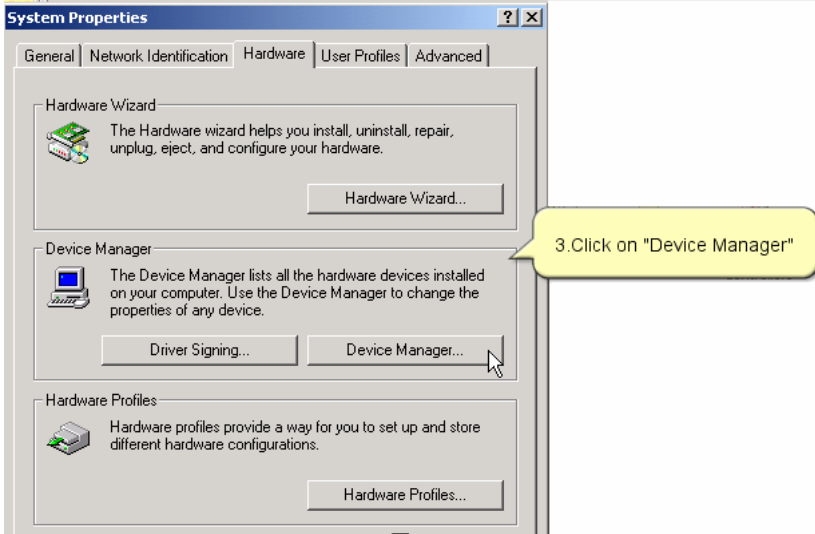 System Properties
General
Network Identification
Hardware
User Profiles
Advanced
Hardware Wizard
The Hardware wizard helps you install, uninstall, repair,
unplug, eject, and configure your hardware.
Hardware Wizard...
Device Manager
The Device Manager lists all the hardware devices installed
on your computer. Use the Device Manager to change the
properties of any device.
Driver Signing...
Device Manager...
3.Click on "Device Manager"
Hardware Profiles
Hardware profiles provide a way for you to set up and store
different hardware configurations.
Hardware Profiles...